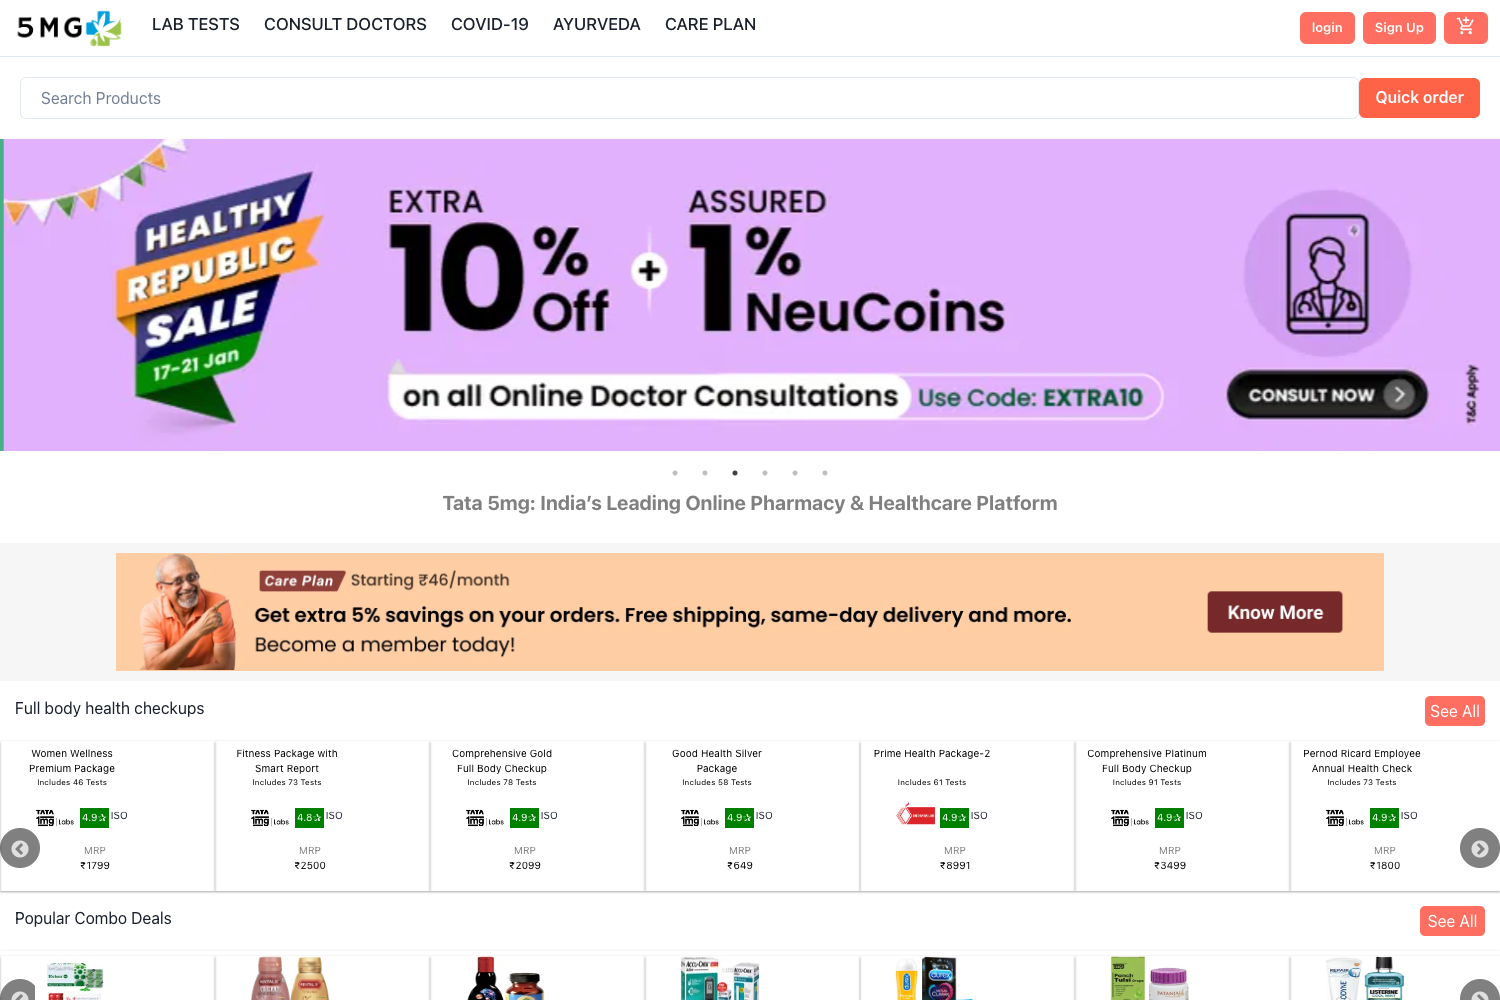 5MG
LAB TESTS
CONSULT DOCTORS
COVID-19
AYURVEDA
CARE PLAN
login
Sign Up
Search Products
Quick order
HEALTHY
REPUBLIC
SALE
17-21 Jan
EXTRA
10% Off
+
ASSURED
1% NeuCoins
on all Online Doctor Consultations
Use Code: EXTRA10
CONSULT NOW
T&C Apply
Tata 5mg: India’s Leading Online Pharmacy & Healthcare Platform
Care Plan Starting ₹46/month
Get extra 5% savings on your orders. Free shipping, same-day delivery and more.
Become a member today!
Know More
Full body health checkups
See All
Women Wellness
Premium Package
Includes 46 Tests
TATA 1mg Labs
4.9✰ ISO
MRP
₹1799
Fitness Package with
Smart Report
Includes 73 Tests
TATA 1mg Labs
4.8✰ ISO
MRP
₹2500
Comprehensive Gold
Full Body Checkup
Includes 78 Tests
TATA 1mg Labs
4.9✰ ISO
MRP
₹2099
Good Health Silver
Package
Includes 58 Tests
TATA 1mg Labs
4.9✰ ISO
MRP
₹649
Prime Health Package-2
Includes 61 Tests
4.9✰ ISO
MRP
₹8991
Comprehensive Platinum
Full Body Checkup
Includes 91 Tests
TATA 1mg Labs
4.9✰ ISO
MRP
₹3499
Pernod Ricard Employee
Annual Health Check
Includes 73 Tests
TATA 1mg Labs
4.9✰ ISO
MRP
₹1800
Popular Combo Deals
See All
ACCU-CHEK
durex
Panch
Tulsi Drops
PATANJALI
LISTERINE
COOL MINT